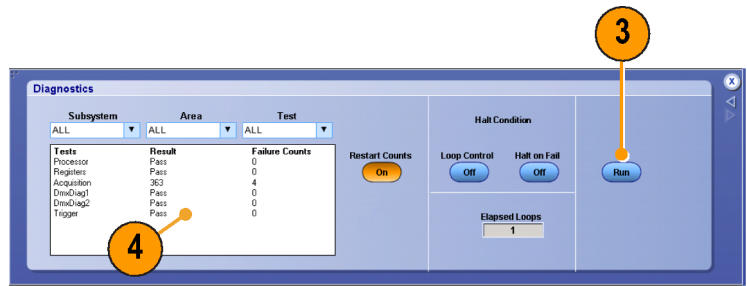 3
Diagnostics
X
Subsystem Area Test
ALL ALL ALL
Halt Condition
Tests Result Failure Counts
Processor Pass 0
Registers Pass 0
Acquisition 363 4
DmxDiag1 Pass 0
DmxDiag2 Pass 0
Trigger Pass 0
Restart Counts
On
Loop Control Halt on Fail
Off Off
Run
Elapsed Loops
1
4